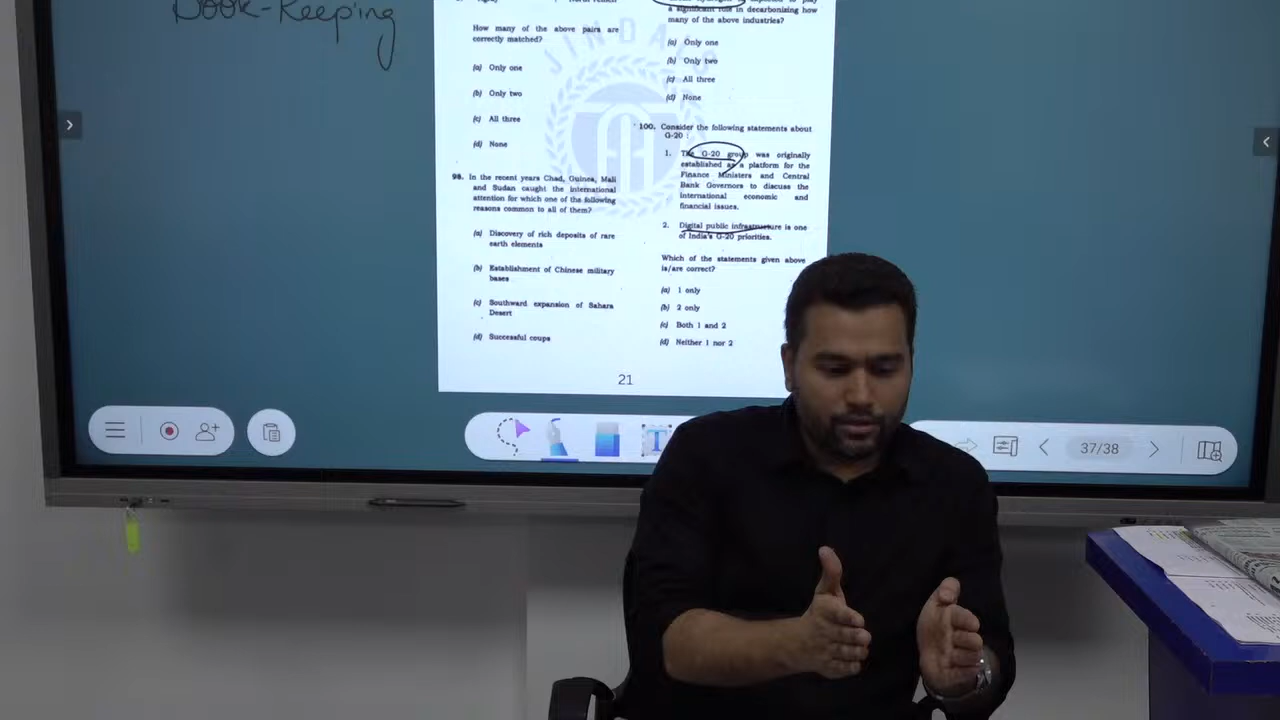 Book-Keeping
North Yemen
How many of the above pairs are
correctly matched?
(a) Only one
(b) Only two
(c) All three
(d) None
98. In the recent years Chad, Guinea, Mali
and Sudan caught the international
attention for which one of the following
reasons common to all of them?
(a) Discovery of rich deposits of rare
earth elements
(b) Establishment of Chinese military
bases
(c) Southward expansion of Sahara
Desert
(d) Successful coups
a significant role in decarbonizing how
many of the above industries?
(a) Only one
(b) Only two
(c) All three
(d) None
100. Consider the following statements about
G-20 :
1. The G-20 group was originally
established as a platform for the
Finance Ministers and Central
Bank Governors to discuss the
international economic and
financial issues.
2. Digital public infrastructure is one
of India's G-20 priorities.
Which of the statements given above
is/are correct?
(a) 1 only
(b) 2 only
(c) Both 1 and 2
(d) Neither 1 nor 2
21
JINDALS
T
37/38